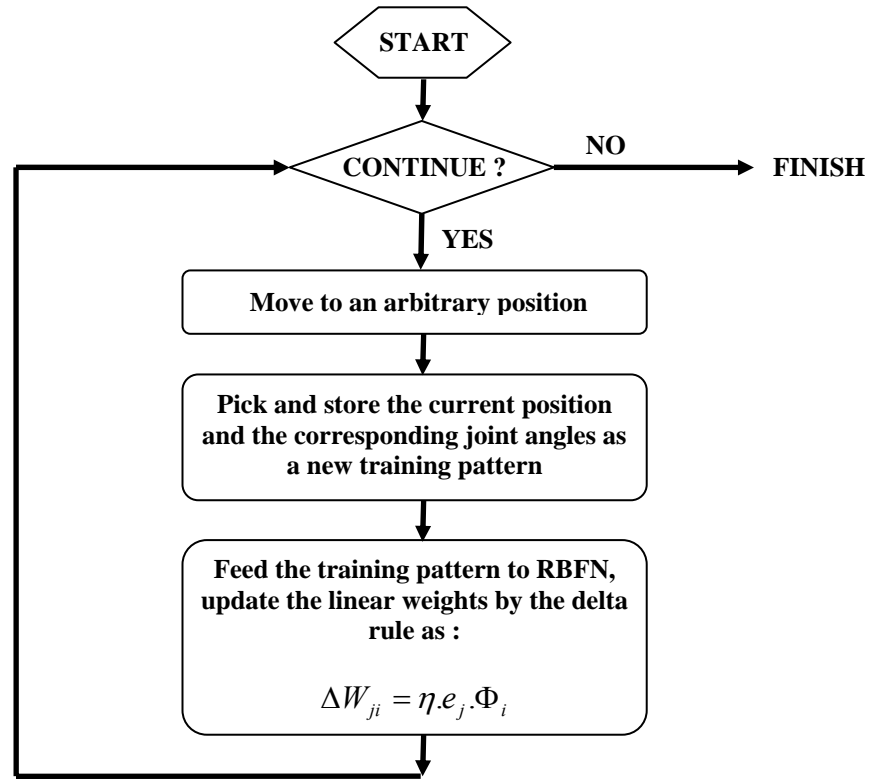 START
CONTINUE ?
NO
FINISH
YES
Move to an arbitrary position
Pick and store the current position
and the corresponding joint angles as
a new training pattern
Feed the training pattern to RBFN,
update the linear weights by the delta
rule as :
ΔW_{ji} = η.e_j.Φ_i